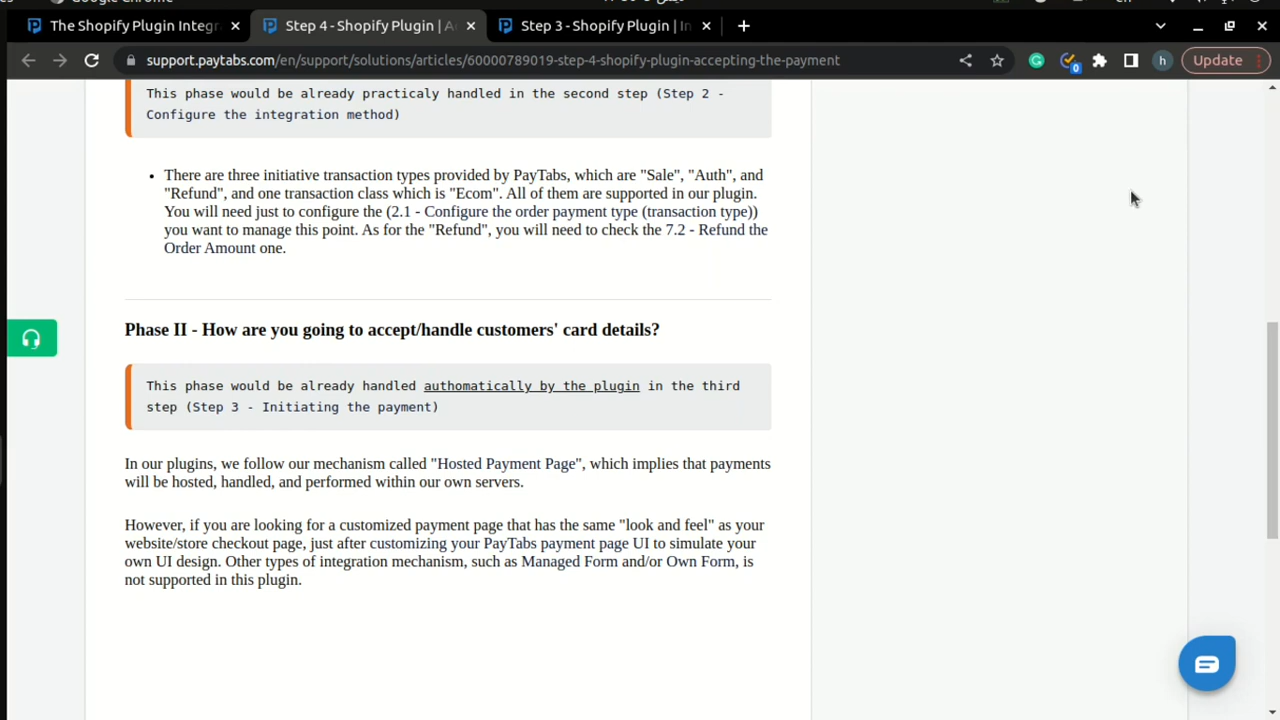 Google Chrome
en
The Shopify Plugin Integr
Step 4 - Shopify Plugin | A
Step 3 - Shopify Plugin | In
support.paytabs.com/en/support/solutions/articles/60000789019-step-4-shopify-plugin-accepting-the-payment
0
h
Update
This phase would be already practicaly handled in the second step (Step 2 -
Configure the integration method)
• There are three initiative transaction types provided by PayTabs, which are "Sale", "Auth", and
"Refund", and one transaction class which is "Ecom". All of them are supported in our plugin.
You will need just to configure the (2.1 - Configure the order payment type (transaction type))
you want to manage this point. As for the "Refund", you will need to check the 7.2 - Refund the
Order Amount one.
Phase II - How are you going to accept/handle customers' card details?
This phase would be already handled authomatically by the plugin in the third
step (Step 3 - Initiating the payment)
In our plugins, we follow our mechanism called "Hosted Payment Page", which implies that payments
will be hosted, handled, and performed within our own servers.
However, if you are looking for a customized payment page that has the same "look and feel" as your
website/store checkout page, just after customizing your PayTabs payment page UI to simulate your
own UI design. Other types of integration mechanism, such as Managed Form and/or Own Form, is
not supported in this plugin.